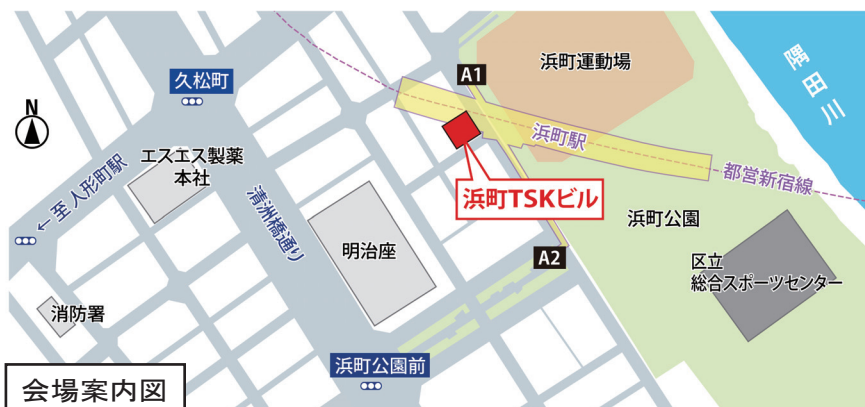 浜町運動場
隅田川
A1
久松町
N
浜町駅
エスエス製薬
本社
都営新宿線
浜町TSKビル
← 至 人形町駅
清洲橋通り
浜町公園
明治座
A2
区立
総合スポーツセンター
消防署
浜町公園前
会場案内図